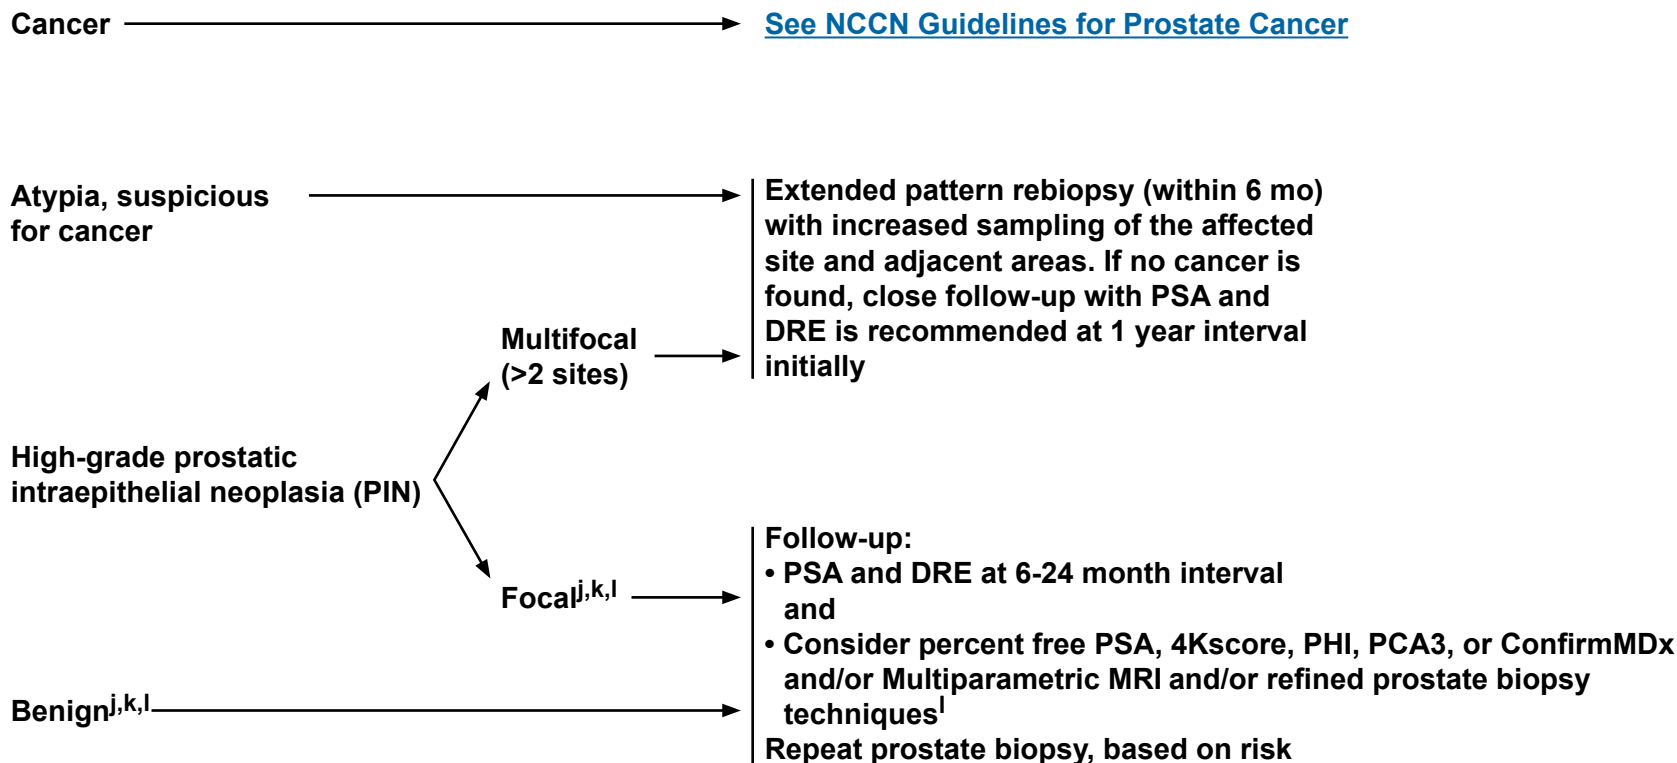 Cancer
See NCCN Guidelines for Prostate Cancer
Atypia, suspicious
for cancer
Extended pattern rebiopsy (within 6 mo)
with increased sampling of the affected
site and adjacent areas. If no cancer is
found, close follow-up with PSA and
DRE is recommended at 1 year interval
initially
Multifocal
(>2 sites)
High-grade prostatic
intraepithelial neoplasia (PIN)
Focalj,k,l
Follow-up:
• PSA and DRE at 6-24 month interval
and
• Consider percent free PSA, 4Kscore, PHI, PCA3, or ConfirmMDx
and/or Multiparametric MRI and/or refined prostate biopsy
techniquesl
Repeat prostate biopsy, based on risk
Benignj,k,l